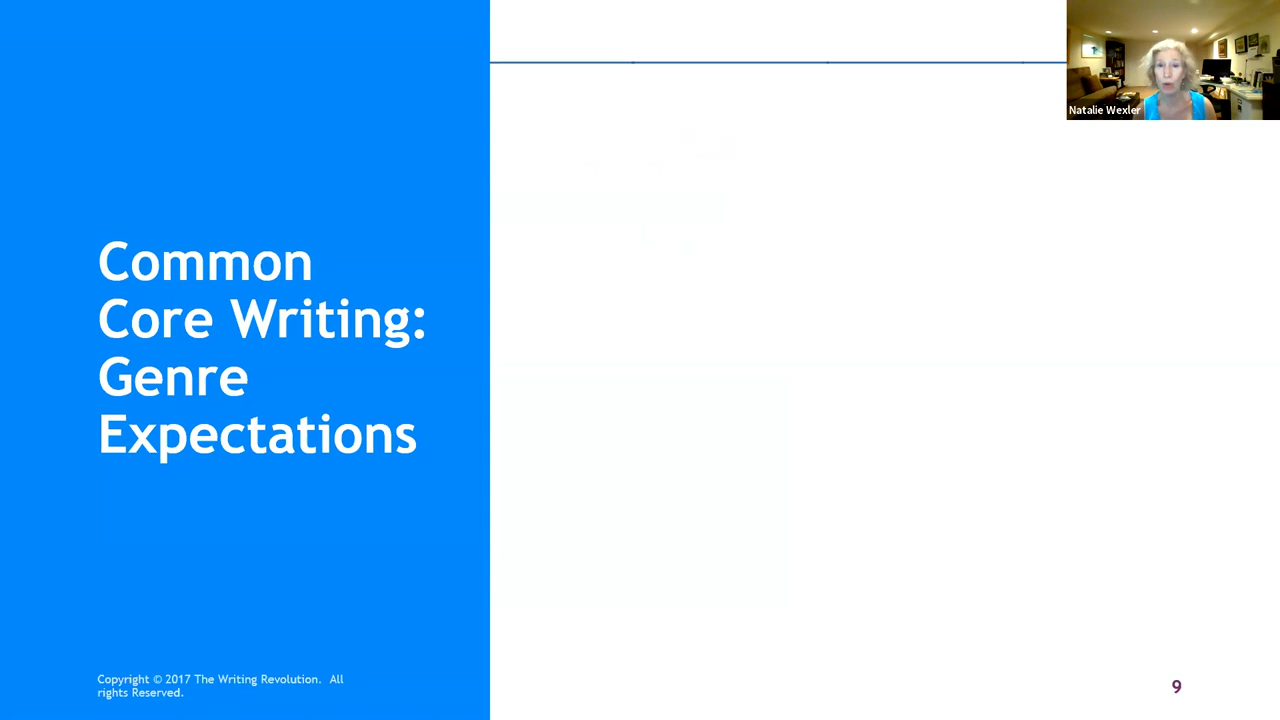 Natalie Wexler
Common
Core Writing:
Genre
Expectations
Copyright © 2017 The Writing Revolution. All
rights Reserved.
9